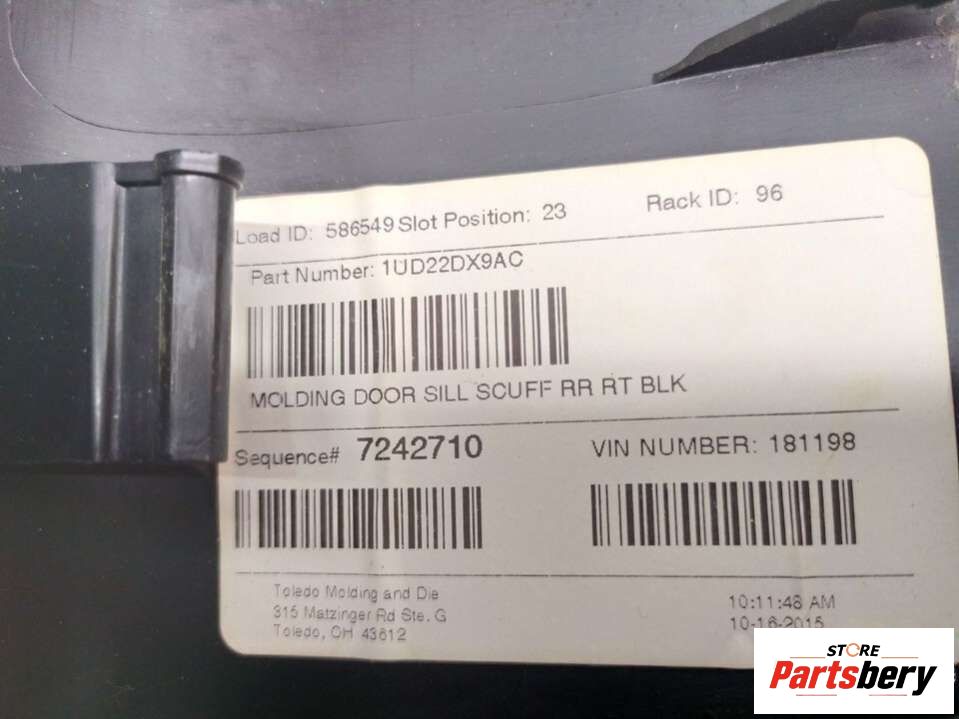 Load ID: 586549 Slot Position: 23 Rack ID: 96
Part Number: 1UD22DX9AC
MOLDING DOOR SILL SCUFF RR RT BLK
Sequence# 7242710 VIN NUMBER: 181198
Toledo Molding and Die
315 Matzinger Rd Ste. G
Toledo, OH 43612
10:11:48 AM
10-16-2015
STORE
Partsbery